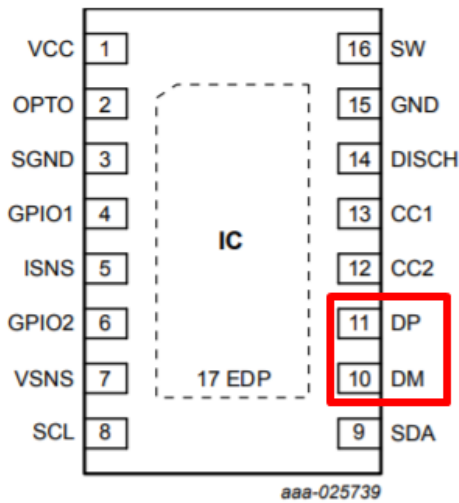 VCC 1 16 SW
OPTO 2 15 GND
SGND 3 14 DISCH
GPIO1 4 13 CC1
IC
ISNS 5 12 CC2
GPIO2 6 11 DP
VSNS 7 17 EDP 10 DM
SCL 8 9 SDA
aaa-025739